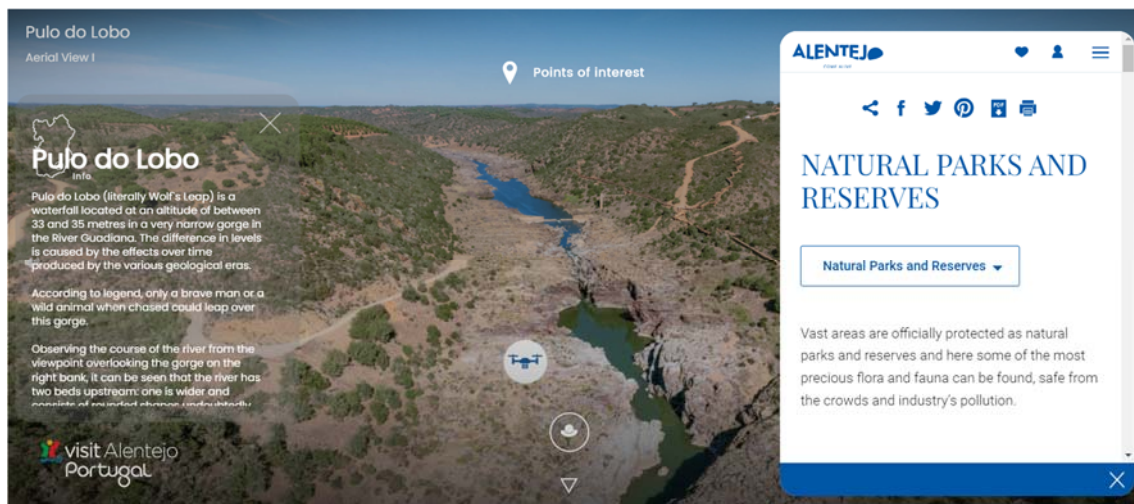 Pulo do Lobo
Aerial View I
Points of interest
Pulo do Lobo
Info
Pulo do Lobo (literally Wolf's Leap) is a
waterfall located at an altitude of between
33 and 35 metres in a very narrow gorge in
the River Guadiana. The difference in levels
is caused by the effects over time
produced by the various geological eras.
According to legend, only a brave man or a
wild animal when chased could leap over
this gorge.
Observing the course of the river from the
viewpoint overlooking the gorge on the
right bank, it can be seen that the river has
two beds upstream: one is wider and
consists of rounded shapes undoubtedly
visit Alentejo
Portugal
ALENTEJO
PDF
NATURAL PARKS AND
RESERVES
Natural Parks and Reserves
Vast areas are officially protected as natural
parks and reserves and here some of the most
precious flora and fauna can be found, safe from
the crowds and industry's pollution.